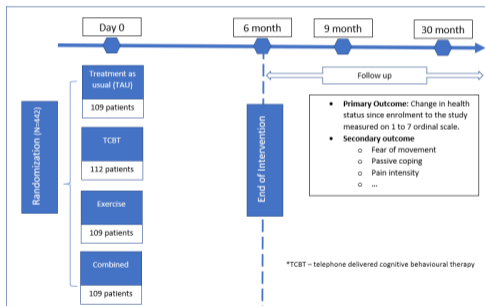 Day 0
6 month
9 month
30 month
Follow up
Randomization (N=442)
Treatment as
usual (TAU)
109 patients
TCBT
112 patients
Exercise
109 patients
Combined
109 patients
End of Intervention
• Primary Outcome: Change in health
status since enrolment to the study
measured on 1 to 7 ordinal scale.
• Secondary outcome
o Fear of movement
o Passive coping
o Pain intensity
o ...
*TCBT – telephone delivered cognitive behavioural therapy